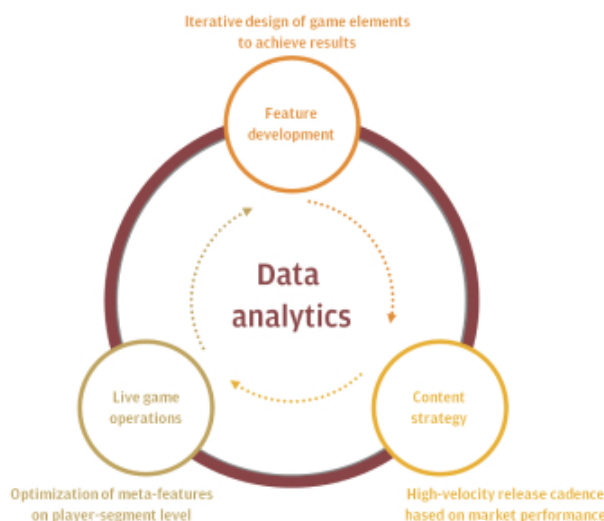 Iterative design of game elements
to achieve results
Feature
development
Data
analytics
Live game
operations
Content
strategy
Optimization of meta-features
on player-segment level
High-velocity release cadence
based on market performance